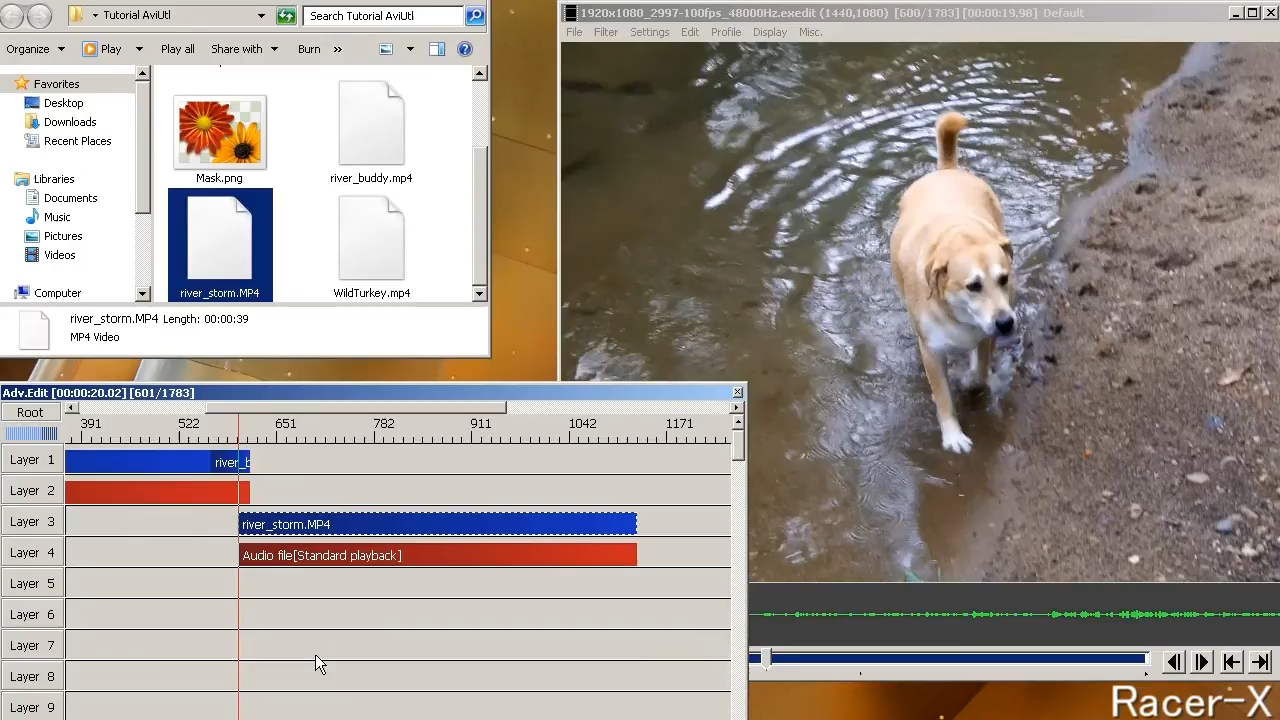 Tutorial AviUtl
Search Tutorial AviUtl
Organize Play Play all Share with Burn »
Favorites
Desktop
Downloads
Recent Places
Libraries
Documents
Music
Pictures
Videos
Computer
Mask.png
river_buddy.mp4
river_storm.MP4
WildTurkey.mp4
river_storm.MP4 Length: 00:00:39
MP4 Video
1920x1080_2997-100fps_48000Hz.exedit (1440,1080) [600/1783] [00:00:19.98] Default
File Filter Settings Edit Profile Display Misc.
Adv.Edit [00:00:20.02] [601/1783]
Root
391 522 651 782 911 1042 1171
Layer 1
river_b
Layer 2
Layer 3
river_storm.MP4
Layer 4
Audio file[Standard playback]
Layer 5
Layer 6
Layer 7
Layer 8
Layer 9
Racer-X